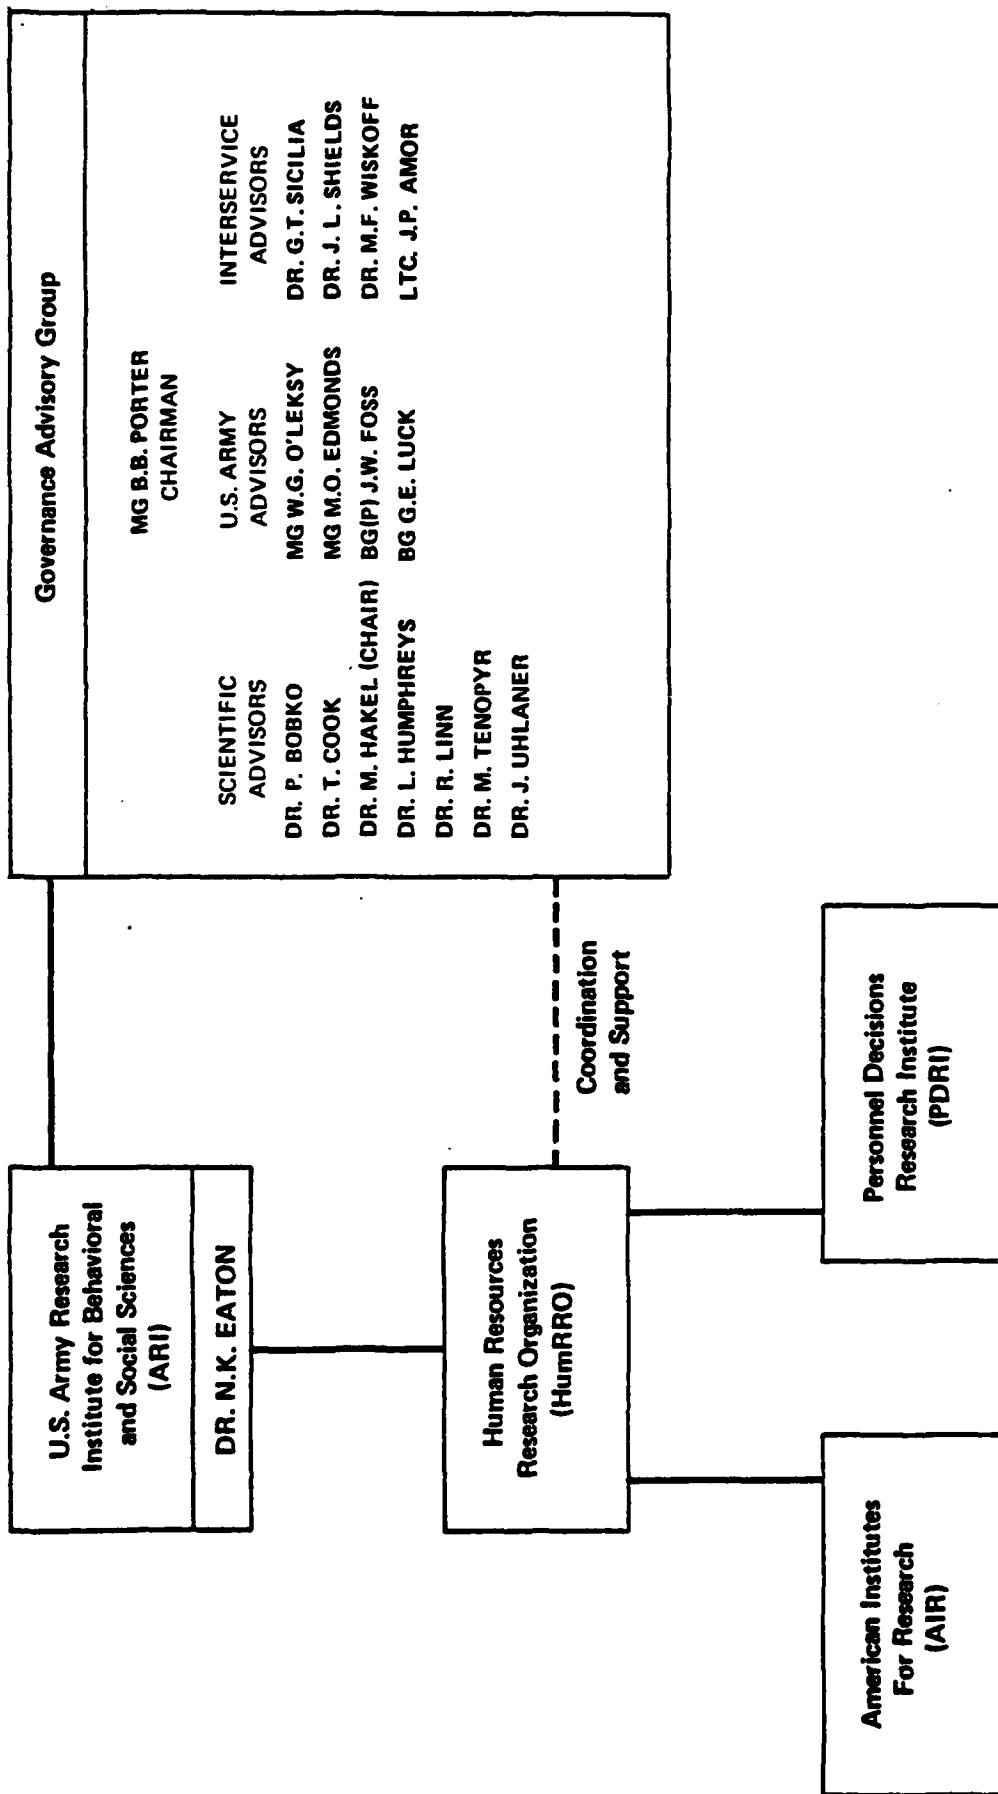 U.S. Army Research
Institute for Behavioral
and Social Sciences
(ARI)
DR. N.K. EATON
Governance Advisory Group
MG B.B. PORTER
CHAIRMAN
SCIENTIFIC
ADVISORS
DR. P. BOBKO
DR. T. COOK
DR. M. HAKEL (CHAIR)
DR. L. HUMPHREYS
DR. R. LINN
DR. M. TENOPYR
DR. J. UHLANER
U.S. ARMY
ADVISORS
MG W.G. O'LEKSY
MG M.O. EDMONDS
BG(P) J.W. FOSS
BG G.E. LUCK
INTERSERVICE
ADVISORS
DR. G.T. SICILIA
DR. J. L. SHIELDS
DR. M.F. WISKOFF
LTC. J.P. AMOR
Human Resources
Research Organization
(HumRRO)
Coordination
and Support
American Institutes
For Research
(AIR)
Personnel Decisions
Research Institute
(PDRI)